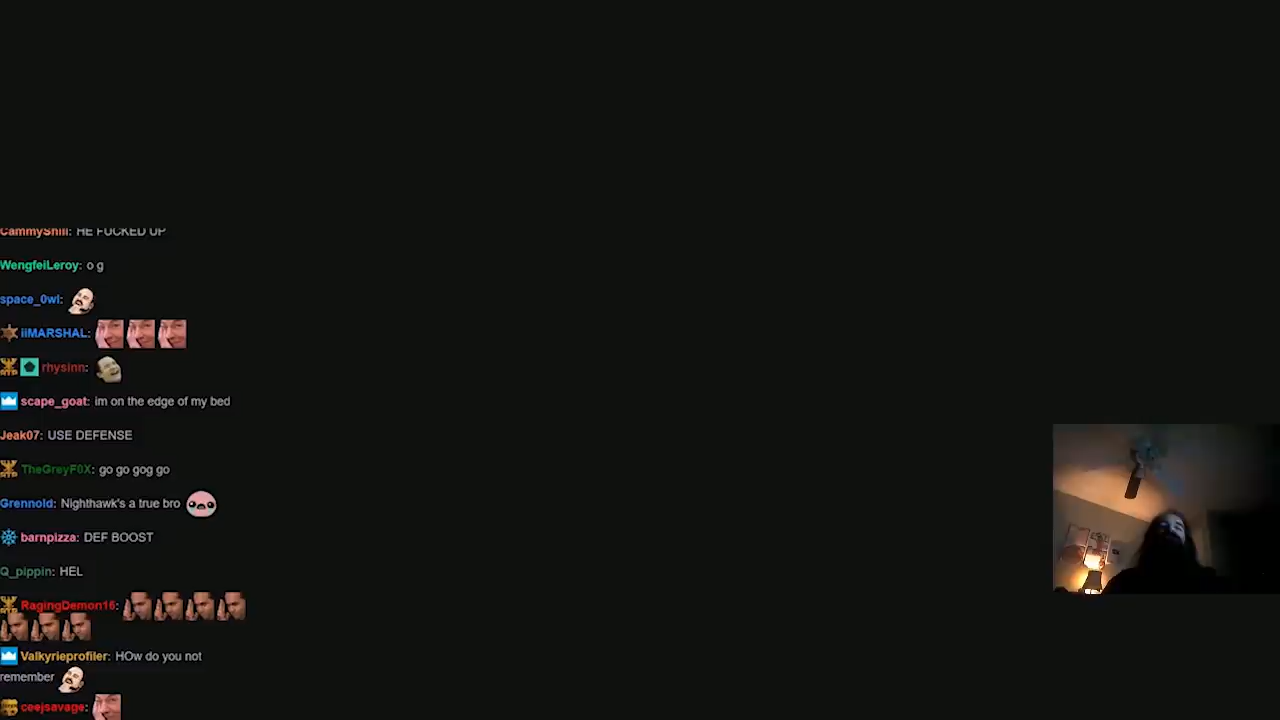 CammyShill: HE FUCKED UP
WengfeiLeroy: o g
space_0wl:
iiMARSHAL:
rhysinn:
scape_goat: im on the edge of my bed
Jeak07: USE DEFENSE
TheGreyF0X: go go gog go
Grennold: Nighthawk's a true bro
barnpizza: DEF BOOST
Q_pippin: HEL
RagingDemon16:
Valkyrieprofiler: HOw do you not
remember
ceejsavage: